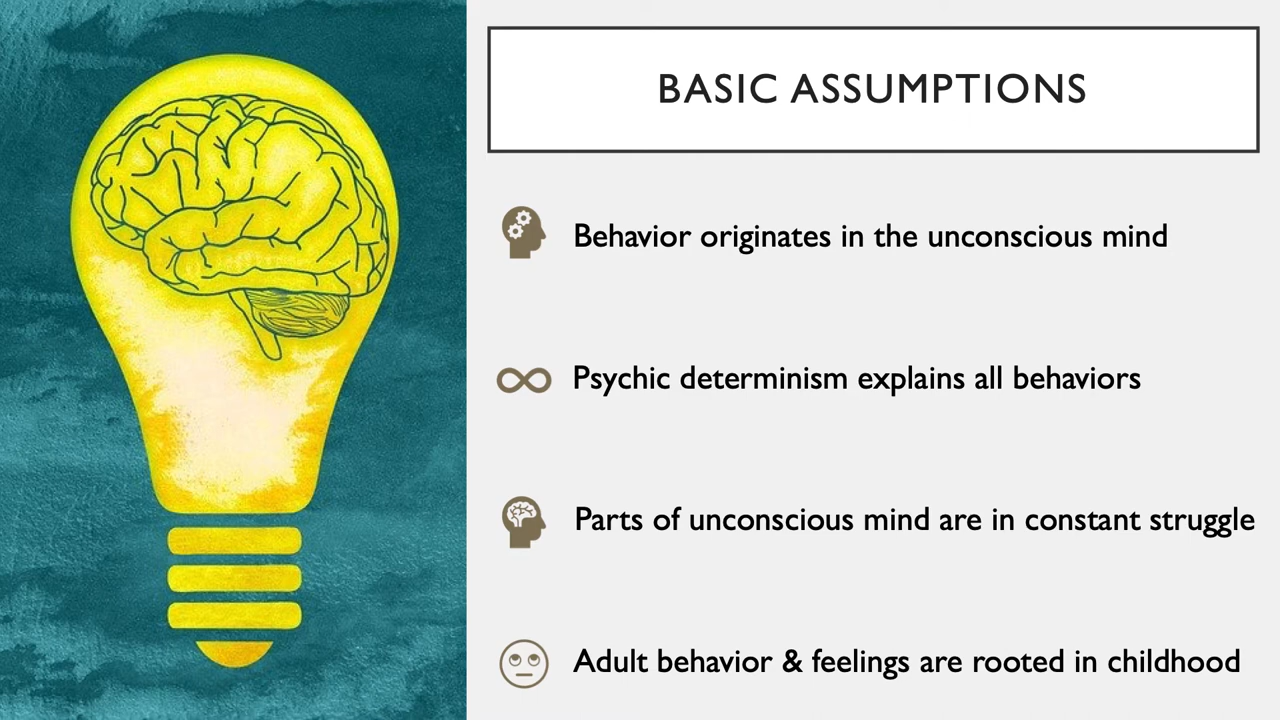 BASIC ASSUMPTIONS
Behavior originates in the unconscious mind
Psychic determinism explains all behaviors
Parts of unconscious mind are in constant struggle
Adult behavior & feelings are rooted in childhood